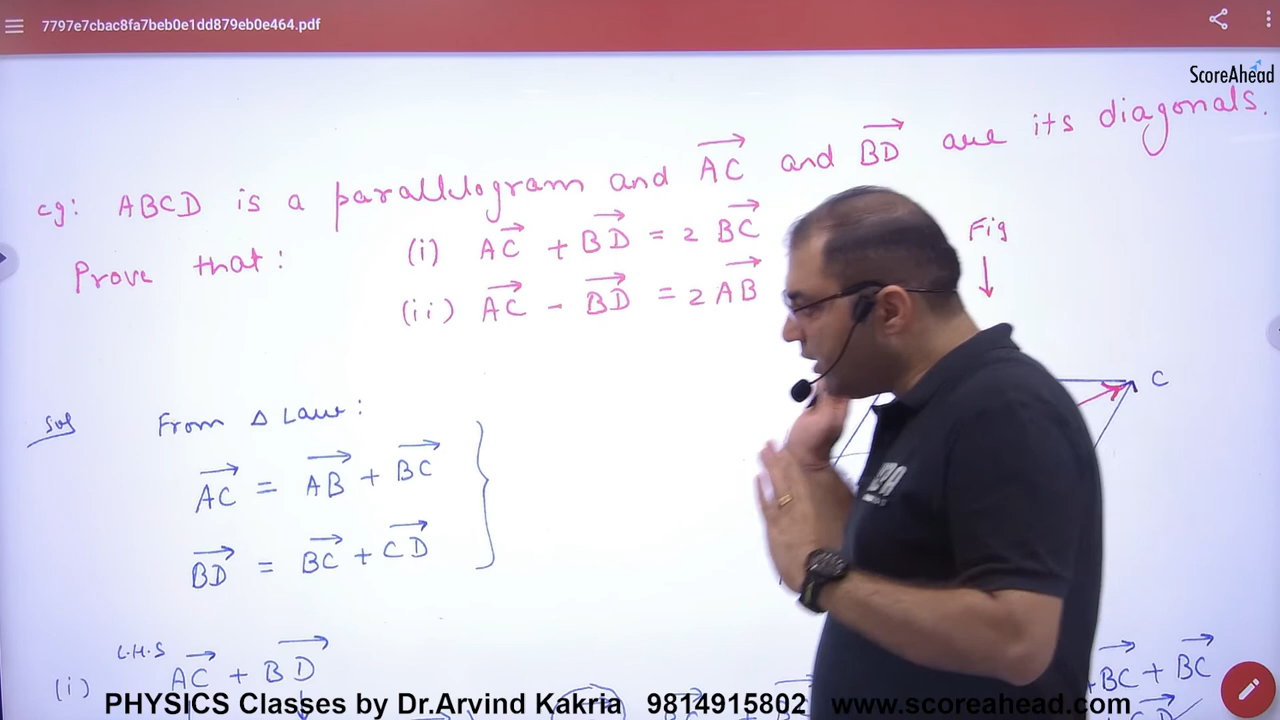 7797e7cbac8fa7beb0e1dd879eb0e464.pdf
ScoreAhead
eg: ABCD is a parallelogram and AC and BD are its diagonals.
Prove that: (i) AC + BD = 2 BC
(ii) AC - BD = 2 AB
Fig
↓
C
Sol From Δ Law:
AC = AB + BC
BD = BC + CD
L.H.S
(i) AC + BD
+ BC + BC
PHYSICS Classes by Dr.Arvind Kakria 9814915802 www.scoreahead.com